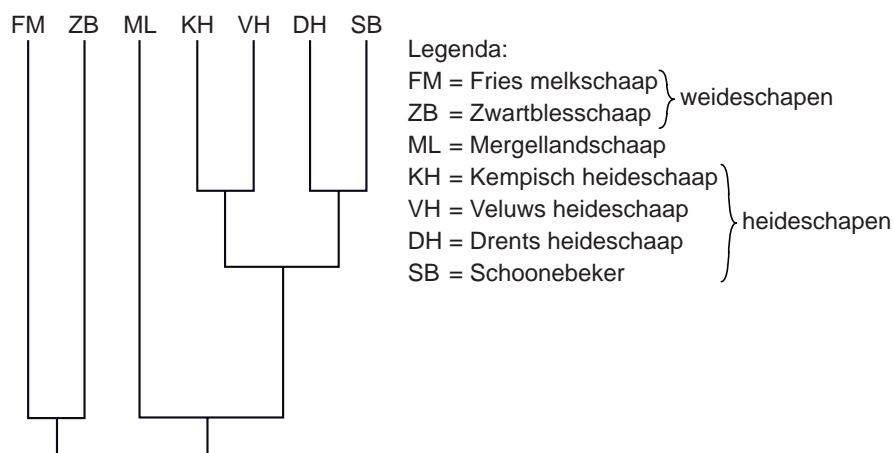 FM ZB ML KH VH DH SB
Legenda:
FM = Fries melkschaap
ZB = Zwartblesschaap
weideschapen
ML = Mergellandschaap
KH = Kempisch heideschaap
VH = Veluws heideschaap
DH = Drents heideschaap
SB = Schoonebeker
heideschapen